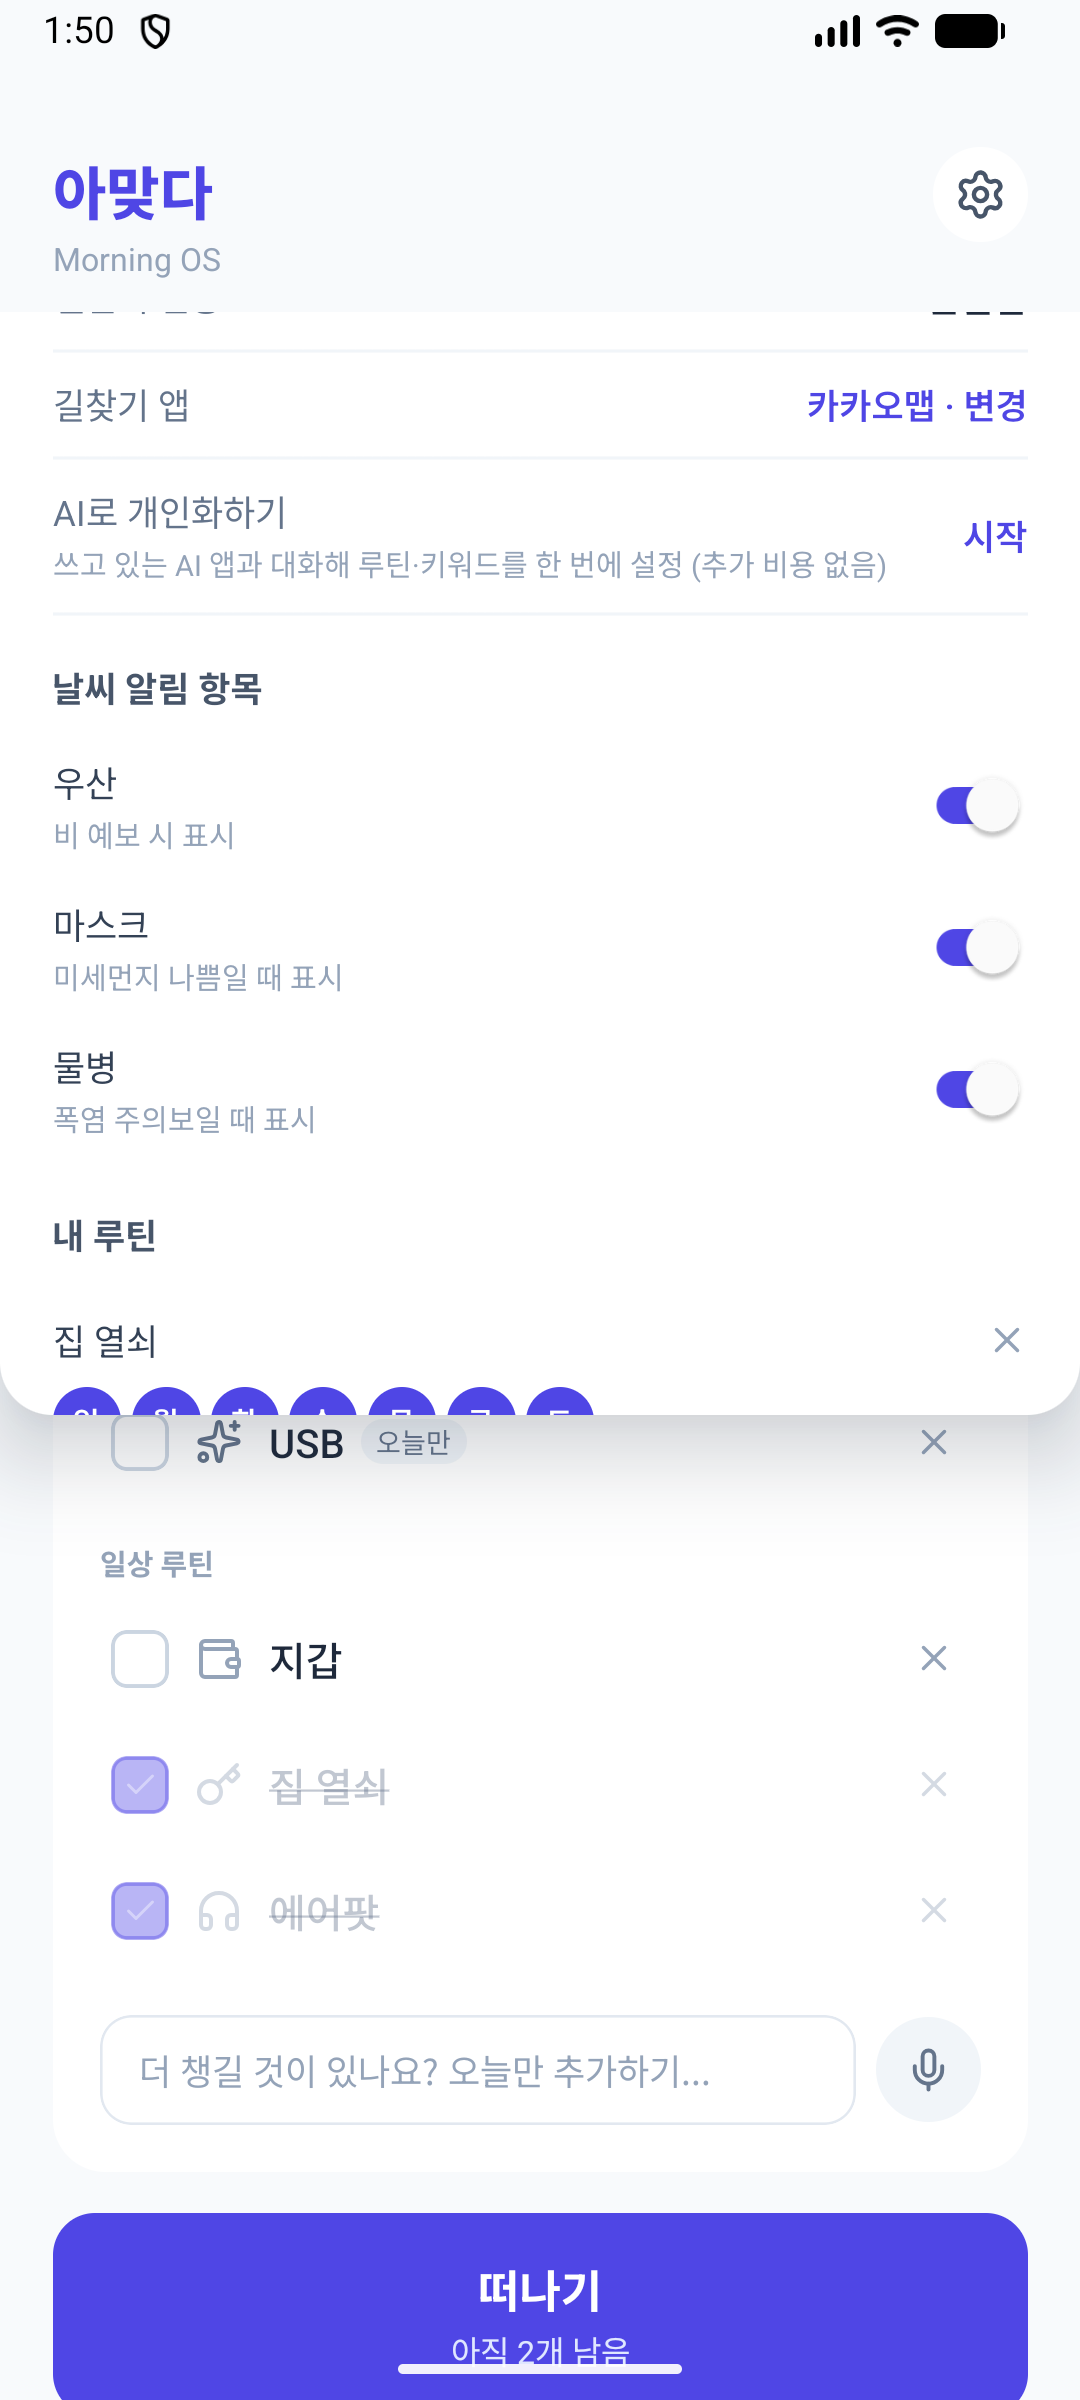 1:50
아맞다
Morning OS
길찾기 앱
카카오맵 · 변경
AI로 개인화하기
쓰고 있는 AI 앱과 대화해 루틴·키워드를 한 번에 설정 (추가 비용 없음)
시작
날씨 알림 항목
우산
비 예보 시 표시
마스크
미세먼지 나쁨일 때 표시
물병
폭염 주의보일 때 표시
내 루틴
집 열쇠
USB 오늘만
일상 루틴
지갑
집 열쇠
에어팟
더 챙길 것이 있나요? 오늘만 추가하기...
떠나기
아직 2개 남음